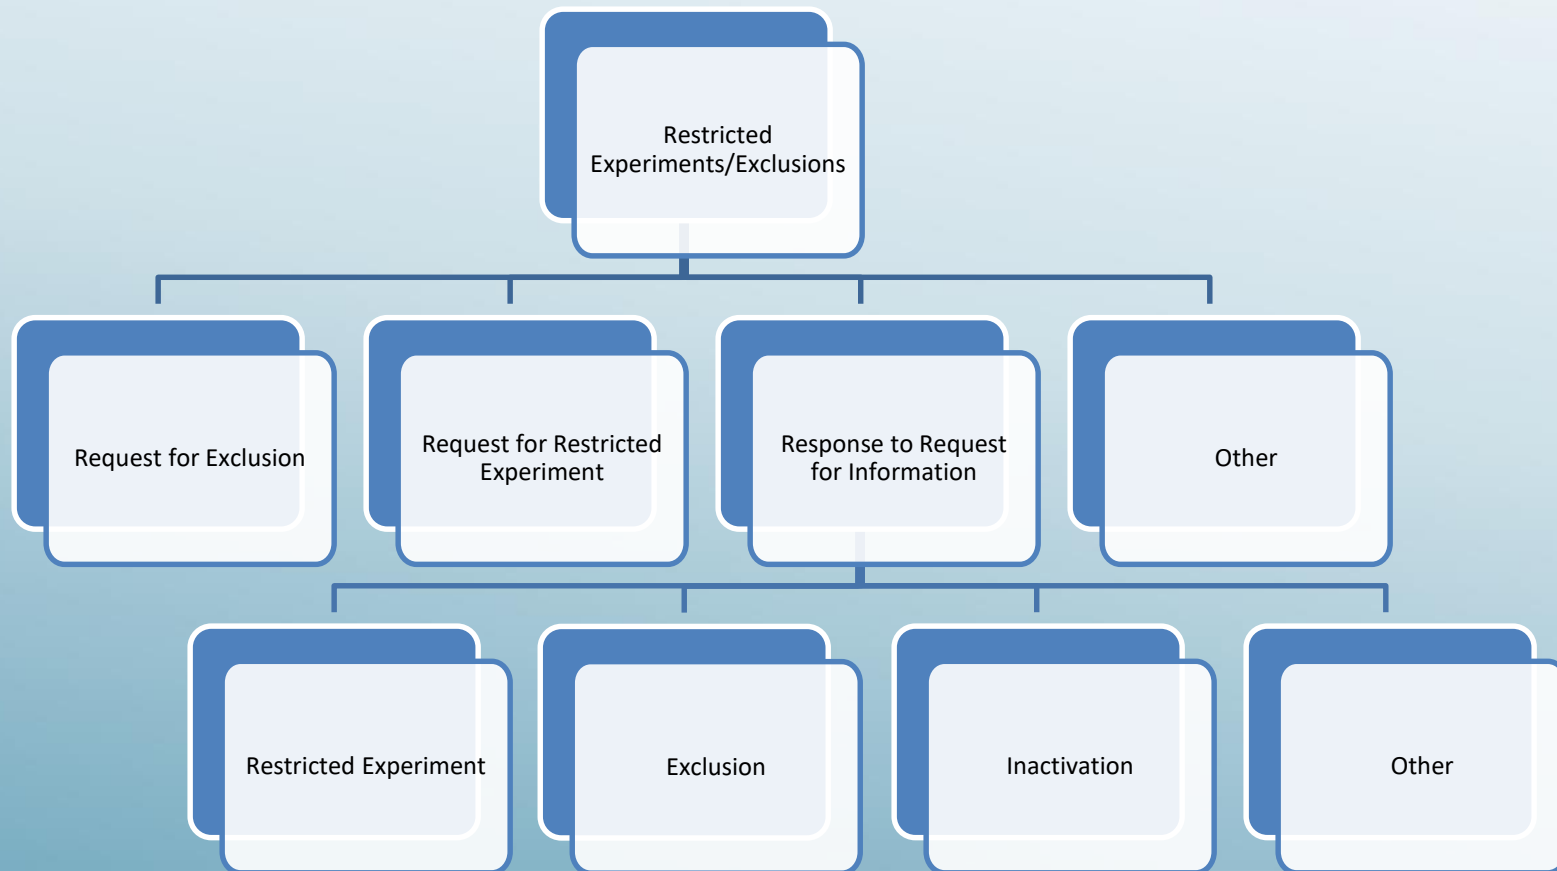 Restricted
Experiments/Exclusions
Request for Exclusion
Request for Restricted
Experiment
Response to Request
for Information
Other
Restricted Experiment
Exclusion
Inactivation
Other